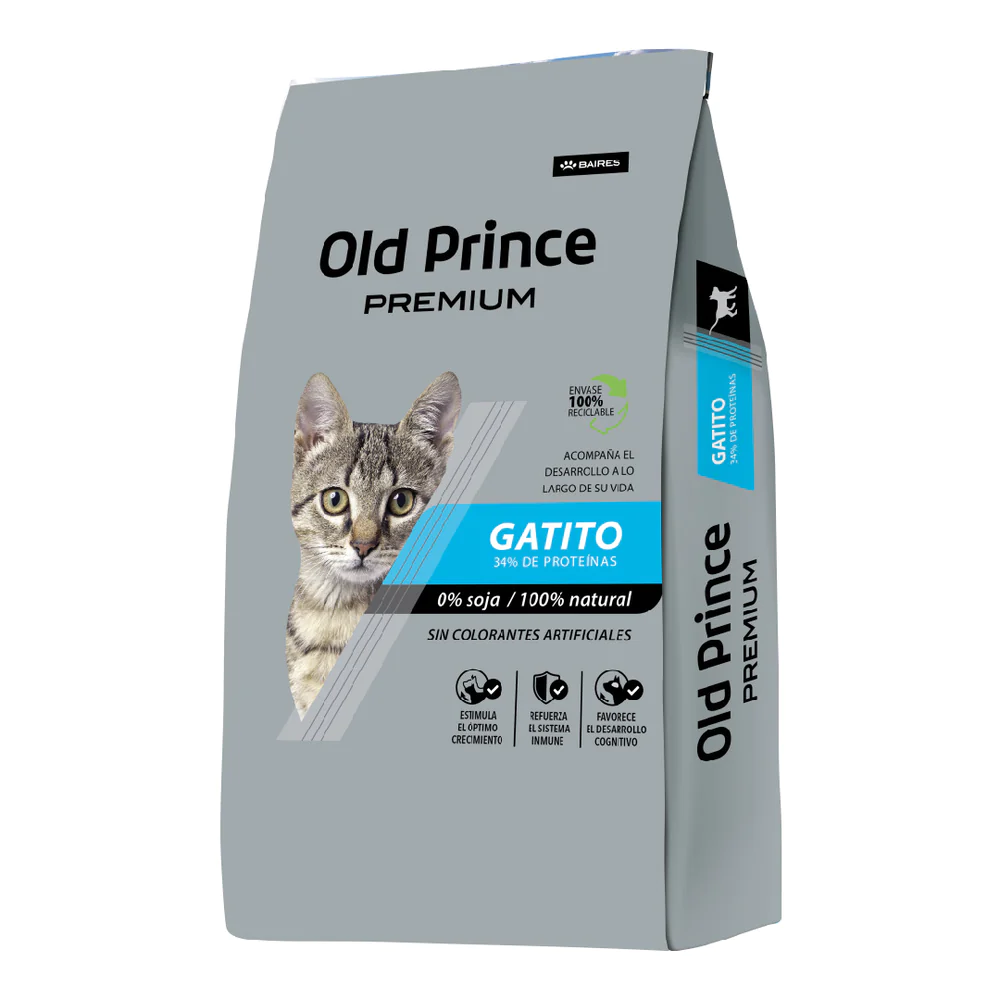 BAIRES
Old Prince
PREMIUM
ENVASE
100%
RECICLABLE
ACOMPAÑA EL
DESARROLLO A LO
LARGO DE SU VIDA
GATITO
34% DE PROTEÍNAS
0% soja / 100% natural
SIN COLORANTES ARTIFICIALES
ESTIMULA
EL ÓPTIMO
CRECIMIENTO
REFUERZA
EL SISTEMA
INMUNE
FAVORECE
EL DESARROLLO
COGNITIVO
GATITO
34% DE PROTEÍNAS
Old Prince
PREMIUM